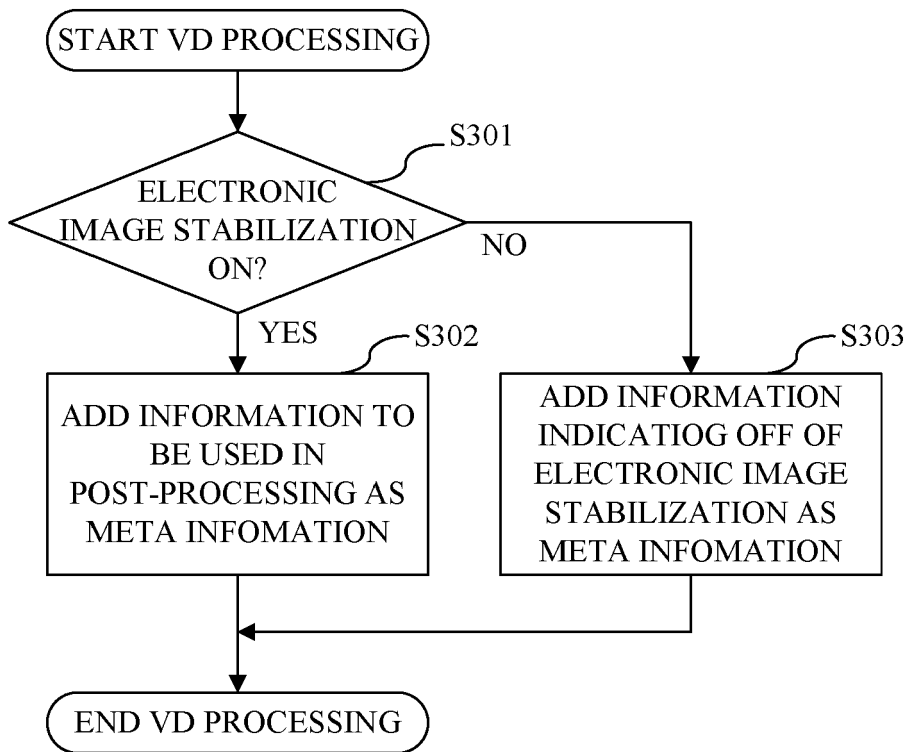 START VD PROCESSING
S301
ELECTRONIC
IMAGE STABILIZATION
ON?
NO
YES
S302
ADD INFORMATION TO
BE USED IN
POST-PROCESSING AS
META INFOMATION
S303
ADD INFORMATION
INDICATIOG OFF OF
ELECTRONIC IMAGE
STABILIZATION AS
META INFOMATION
END VD PROCESSING